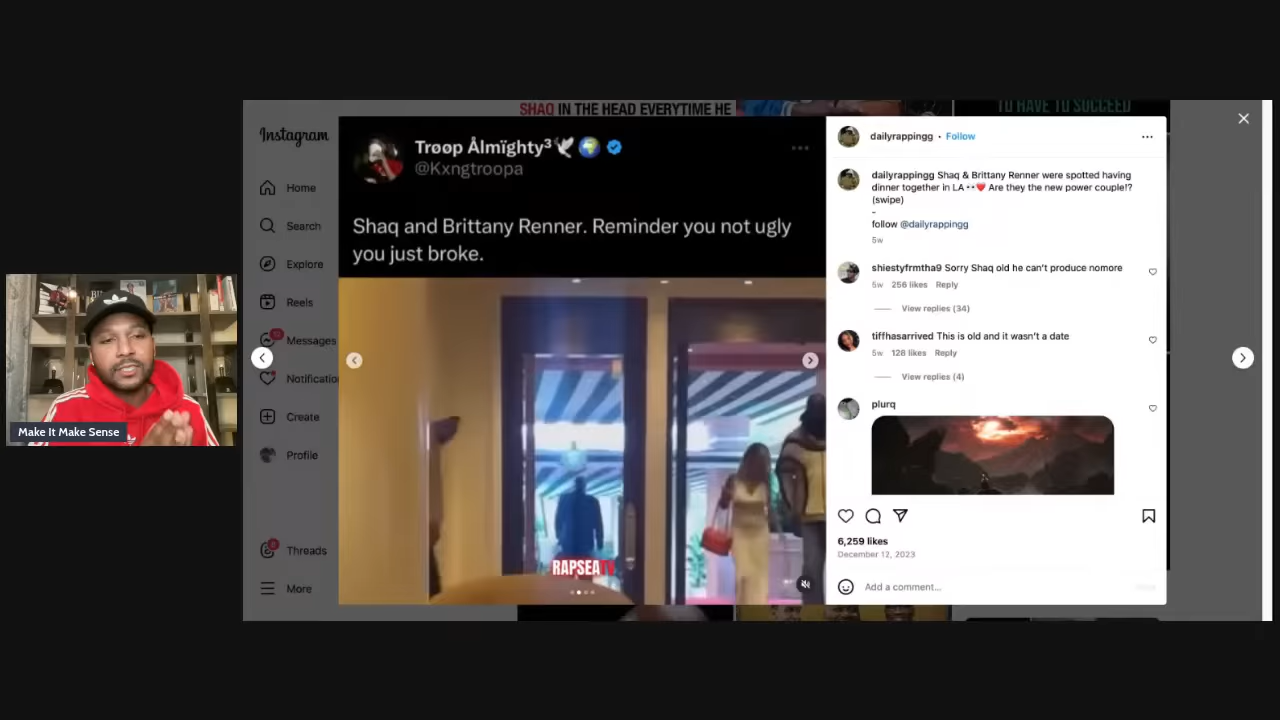 SHAQ IN THE HEAD EVERYTIME HE
TO HAVE TO SUCCEED
Instagram
Home
Search
Explore
Reels
Messages
Notificatio
Create
Profile
Threads
More
Make It Make Sense
Trøøp Ålmïghty³
@Kxngtroopa
Shaq and Brittany Renner. Reminder you not ugly
you just broke.
RAPSEATV
dailyrappingg • Follow
dailyrappingg Shaq & Brittany Renner were spotted having
dinner together in LA 👀❤️ Are they the new power couple!?
(swipe)
-
follow @dailyrappingg
5w
shiestyfrmtha9 Sorry Shaq old he can't produce nomore
5w 256 likes Reply
View replies (34)
tiffhasarrived This is old and it wasn't a date
5w 128 likes Reply
View replies (4)
plurq
6,259 likes
December 12, 2023
Add a comment...